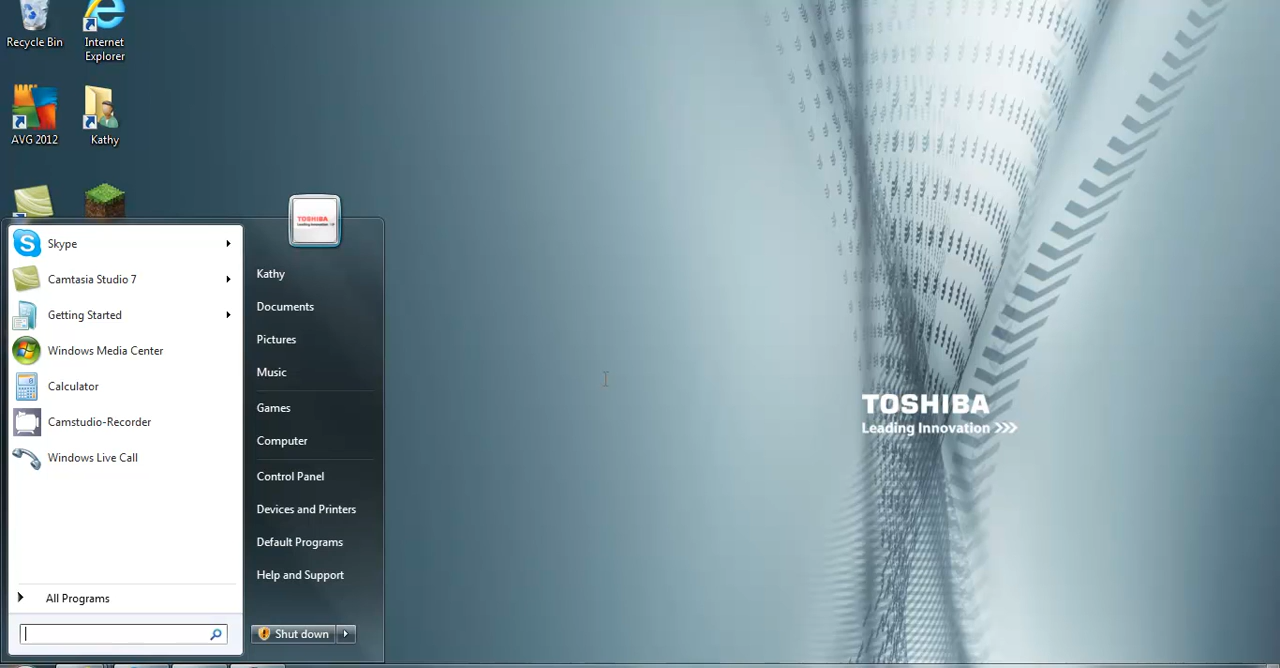 Recycle Bin
Internet
Explorer
AVG 2012
Kathy
TOSHIBA
Leading Innovation >>>
Skype
Camtasia Studio 7
Getting Started
Windows Media Center
Calculator
Camstudio-Recorder
Windows Live Call
All Programs
Kathy
Documents
Pictures
Music
Games
Computer
Control Panel
Devices and Printers
Default Programs
Help and Support
Shut down
TOSHIBA
Leading Innovation >>>